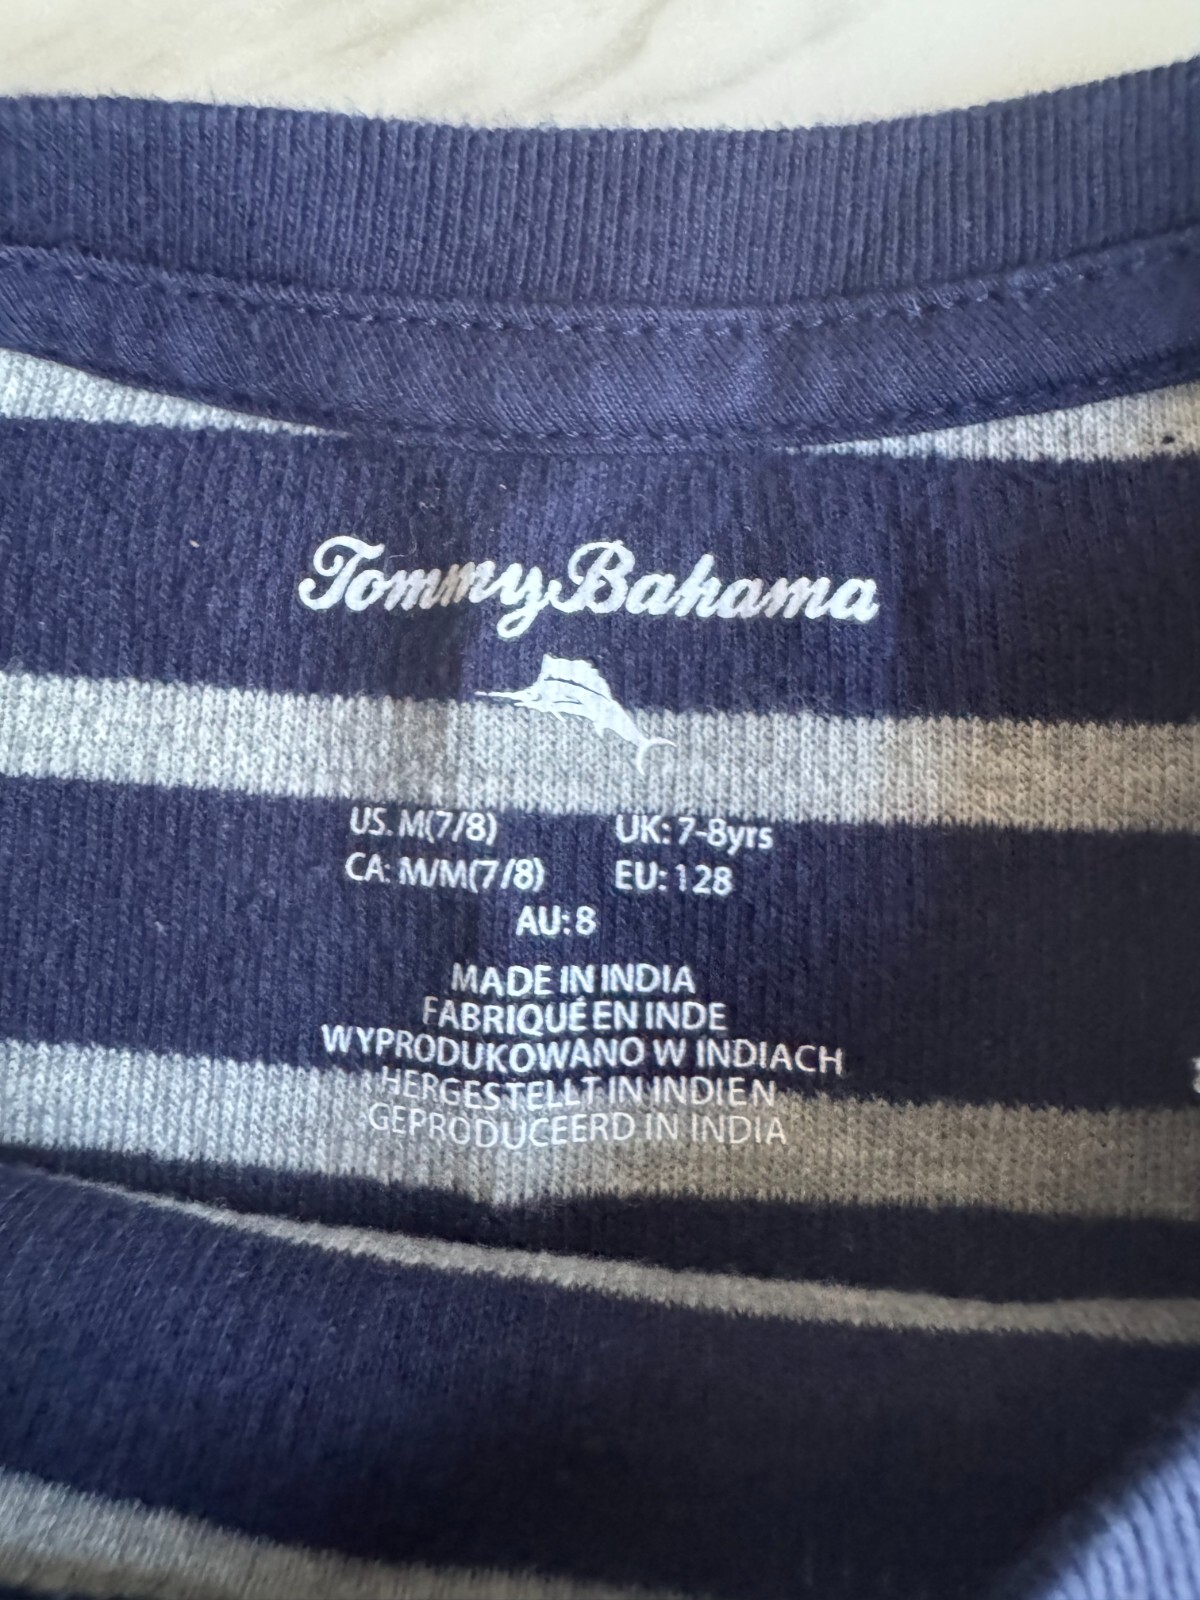 Tommy Bahama
US: M(7/8) UK: 7-8yrs
CA: M/M(7/8) EU: 128
AU: 8
MADE IN INDIA
FABRIQUÉ EN INDE
WYPRODUKOWANO W INDIACH
HERGESTELLT IN INDIEN
GEPRODUCEERD IN INDIA